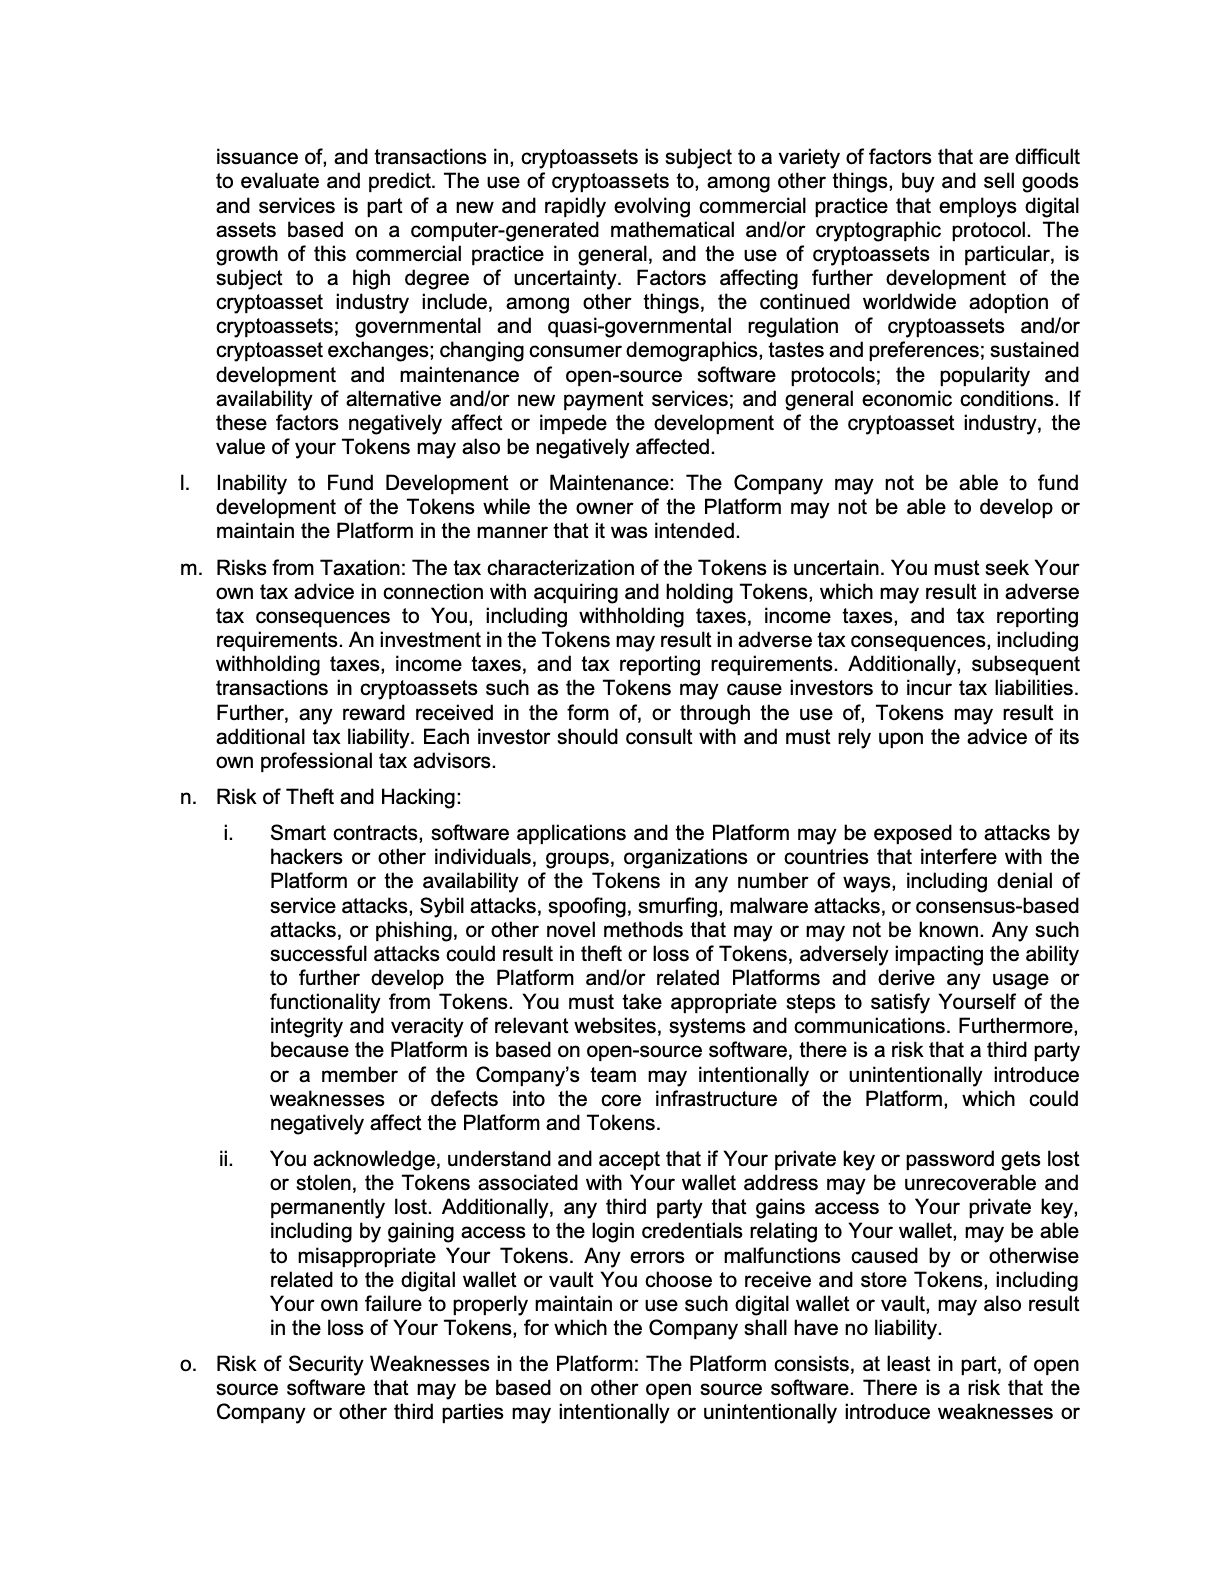 issuance of, and transactions in, cryptoassets is subject to a variety of factors that are difficult
to evaluate and predict. The use of cryptoassets to, among other things, buy and sell goods
and services is part of a new and rapidly evolving commercial practice that employs digital
assets based on a computer-generated mathematical and/or cryptographic protocol. The
growth of this commercial practice in general, and the use of cryptoassets in particular, is
subject to a high degree of uncertainty. Factors affecting further development of the
cryptoasset industry include, among other things, the continued worldwide adoption of
cryptoassets; governmental and quasi-governmental regulation of cryptoassets and/or
cryptoasset exchanges; changing consumer demographics, tastes and preferences; sustained
development and maintenance of open-source software protocols; the popularity and
availability of alternative and/or new payment services; and general economic conditions. If
these factors negatively affect or impede the development of the cryptoasset industry, the
value of your Tokens may also be negatively affected.
l. Inability to Fund Development or Maintenance: The Company may not be able to fund
development of the Tokens while the owner of the Platform may not be able to develop or
maintain the Platform in the manner that it was intended.
m. Risks from Taxation: The tax characterization of the Tokens is uncertain. You must seek Your
own tax advice in connection with acquiring and holding Tokens, which may result in adverse
tax consequences to You, including withholding taxes, income taxes, and tax reporting
requirements. An investment in the Tokens may result in adverse tax consequences, including
withholding taxes, income taxes, and tax reporting requirements. Additionally, subsequent
transactions in cryptoassets such as the Tokens may cause investors to incur tax liabilities.
Further, any reward received in the form of, or through the use of, Tokens may result in
additional tax liability. Each investor should consult with and must rely upon the advice of its
own professional tax advisors.
n. Risk of Theft and Hacking:
i. Smart contracts, software applications and the Platform may be exposed to attacks by
hackers or other individuals, groups, organizations or countries that interfere with the
Platform or the availability of the Tokens in any number of ways, including denial of
service attacks, Sybil attacks, spoofing, smurfing, malware attacks, or consensus-based
attacks, or phishing, or other novel methods that may or may not be known. Any such
successful attacks could result in theft or loss of Tokens, adversely impacting the ability
to further develop the Platform and/or related Platforms and derive any usage or
functionality from Tokens. You must take appropriate steps to satisfy Yourself of the
integrity and veracity of relevant websites, systems and communications. Furthermore,
because the Platform is based on open-source software, there is a risk that a third party
or a member of the Company’s team may intentionally or unintentionally introduce
weaknesses or defects into the core infrastructure of the Platform, which could
negatively affect the Platform and Tokens.
ii. You acknowledge, understand and accept that if Your private key or password gets lost
or stolen, the Tokens associated with Your wallet address may be unrecoverable and
permanently lost. Additionally, any third party that gains access to Your private key,
including by gaining access to the login credentials relating to Your wallet, may be able
to misappropriate Your Tokens. Any errors or malfunctions caused by or otherwise
related to the digital wallet or vault You choose to receive and store Tokens, including
Your own failure to properly maintain or use such digital wallet or vault, may also result
in the loss of Your Tokens, for which the Company shall have no liability.
o. Risk of Security Weaknesses in the Platform: The Platform consists, at least in part, of open
source software that may be based on other open source software. There is a risk that the
Company or other third parties may intentionally or unintentionally introduce weaknesses or